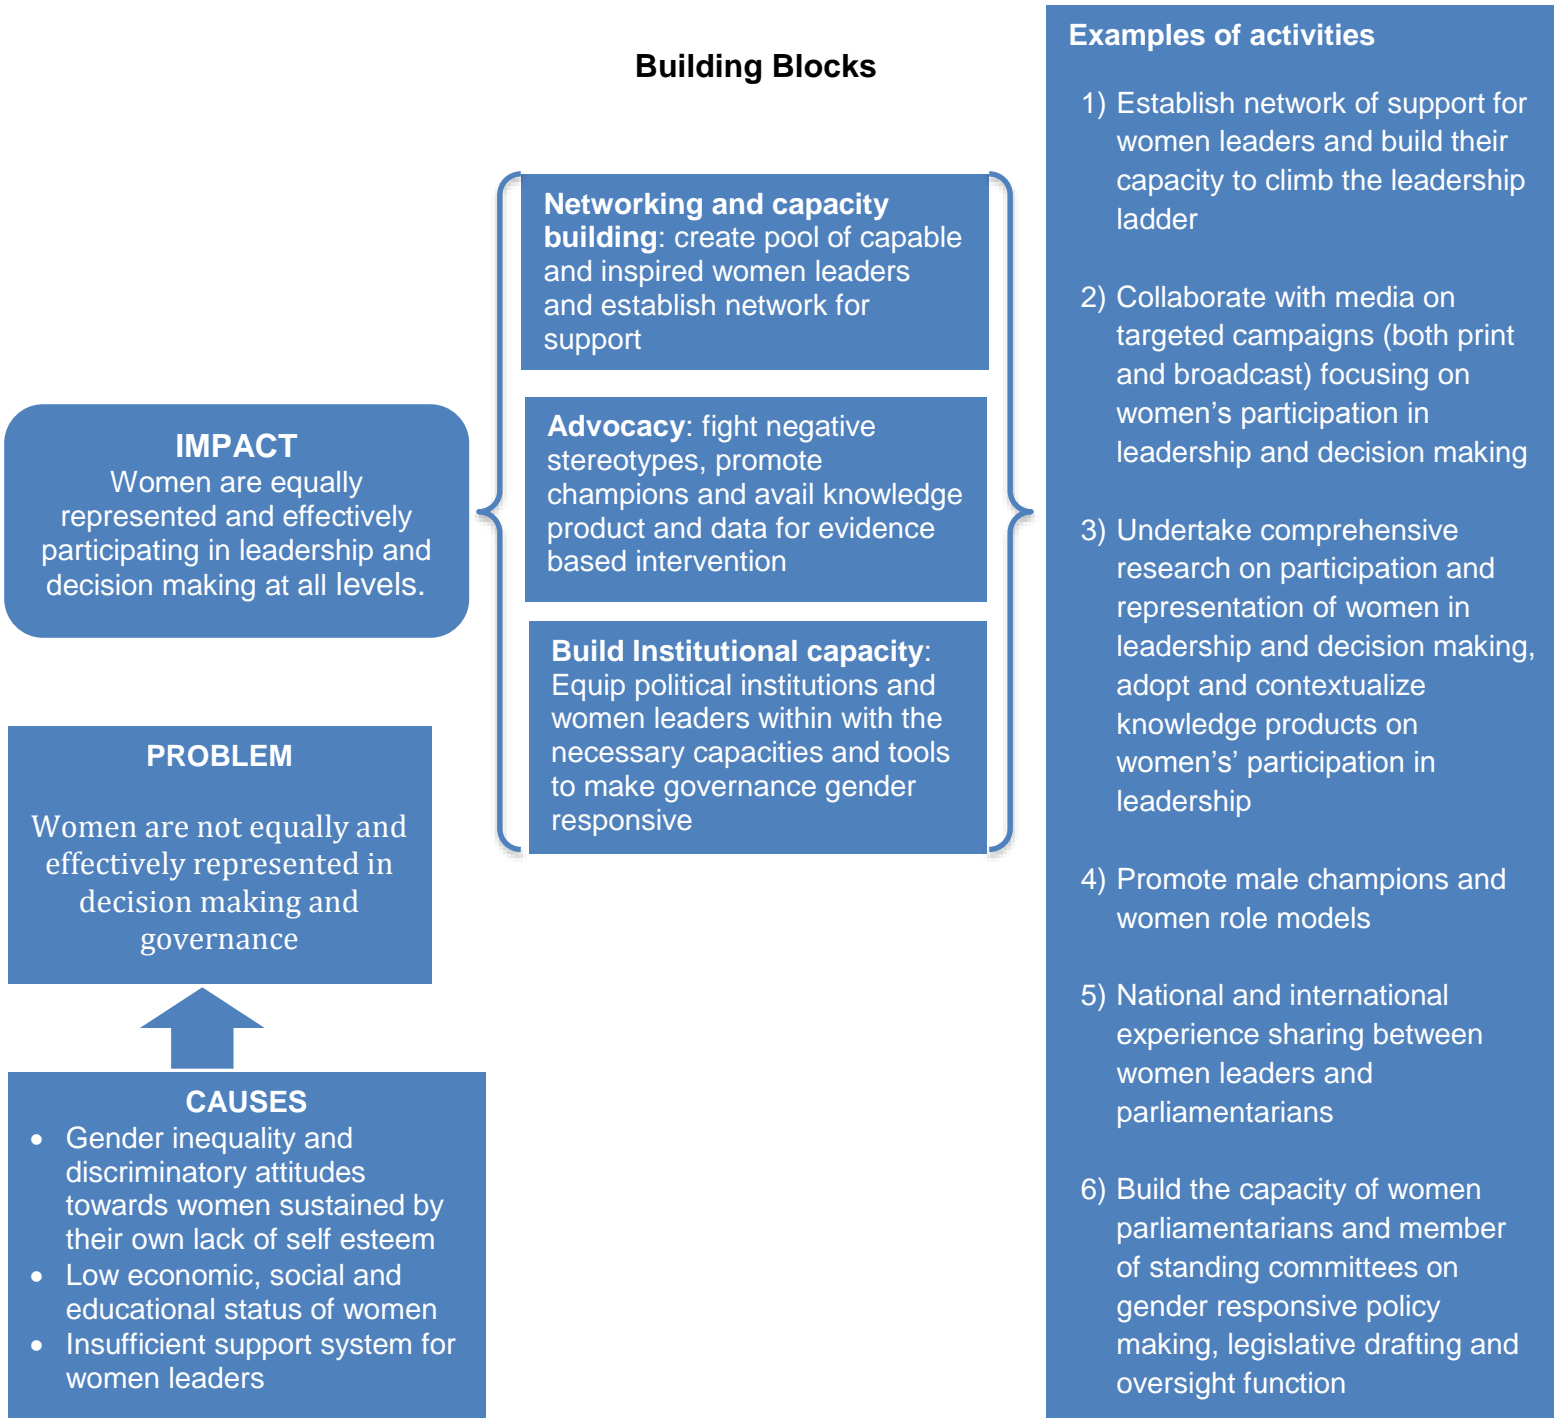 Building Blocks
IMPACT
Women are equally
represented and effectively
participating in leadership and
decision making at all levels.
PROBLEM
Women are not equally and
effectively represented in
decision making and
governance
CAUSES
• Gender inequality and
discriminatory attitudes
towards women sustained by
their own lack of self esteem
• Low economic, social and
educational status of women
• Insufficient support system for
women leaders
Networking and capacity
building: create pool of capable
and inspired women leaders
and establish network for
support
Advocacy: fight negative
stereotypes, promote
champions and avail knowledge
product and data for evidence
based intervention
Build Institutional capacity:
Equip political institutions and
women leaders within with the
necessary capacities and tools
to make governance gender
responsive
Examples of activities
1) Establish network of support for
women leaders and build their
capacity to climb the leadership
ladder
2) Collaborate with media on
targeted campaigns (both print
and broadcast) focusing on
women’s participation in
leadership and decision making
3) Undertake comprehensive
research on participation and
representation of women in
leadership and decision making,
adopt and contextualize
knowledge products on
women’s’ participation in
leadership
4) Promote male champions and
women role models
5) National and international
experience sharing between
women leaders and
parliamentarians
6) Build the capacity of women
parliamentarians and member
of standing committees on
gender responsive policy
making, legislative drafting and
oversight function